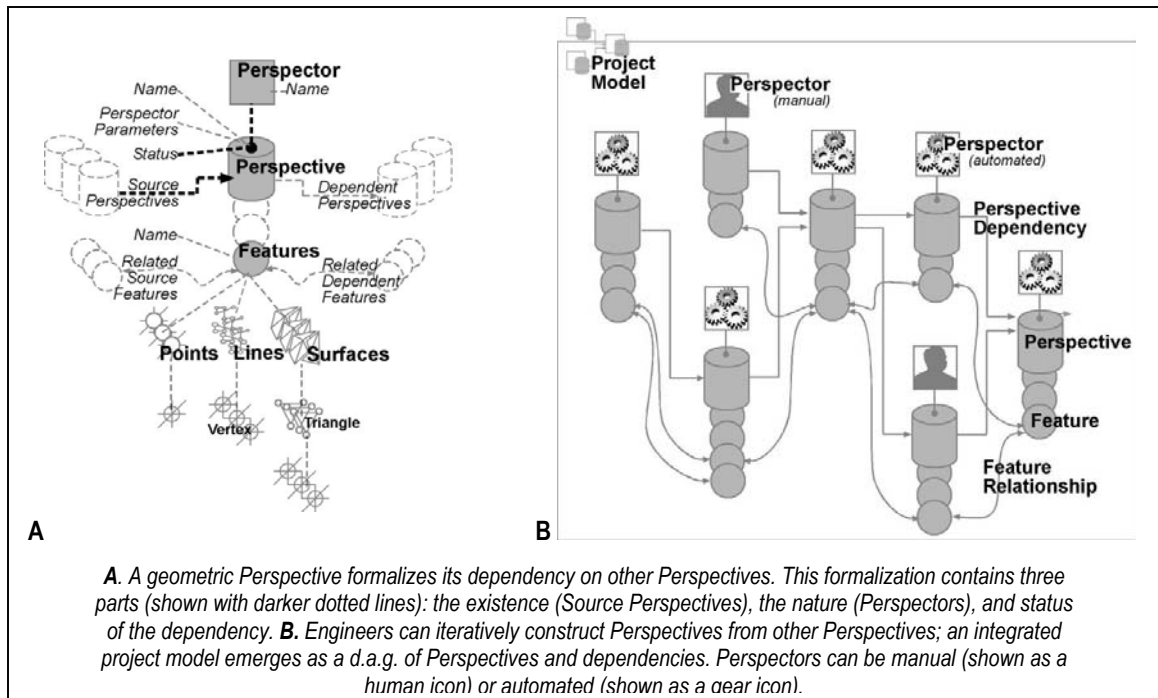 Perspector
Name
Name
Perspector
Parameters
Status
Perspective
Source
Perspectives
Dependent
Perspectives
Name
Features
Related
Source
Features
Related
Dependent
Features
Points
Lines
Surfaces
Vertex
Triangle
A
Project
Model
Perspector
(manual)
Perspector
(automated)
Perspective
Dependency
Perspective
Feature
Feature
Relationship
B
A. A geometric Perspective formalizes its dependency on other Perspectives. This formalization contains three
parts (shown with darker dotted lines): the existence (Source Perspectives), the nature (Perspectors), and status
of the dependency. B. Engineers can iteratively construct Perspectives from other Perspectives; an integrated
project model emerges as a d.a.g. of Perspectives and dependencies. Perspectors can be manual (shown as a
human icon) or automated (shown as a gear icon).